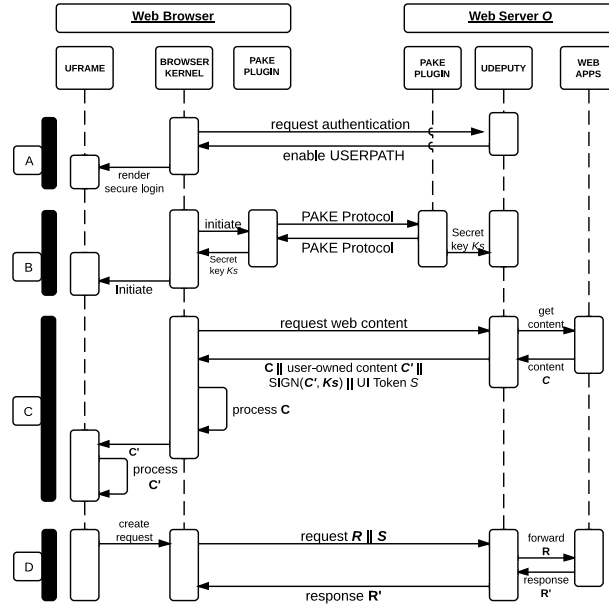 Web Browser
Web Server O
UFRAME
BROWSER
KERNEL
PAKE
PLUGIN
PAKE
PLUGIN
UDEPUTY
WEB
APPS
A
request authentication
enable USERPATH
render
secure login
B
initiate
PAKE Protocol
PAKE Protocol
Secret
key Ks
Secret
key Ks
Initiate
C
request web content
get
content
C || user-owned content C' ||
SIGN(C', Ks) || UI Token S
content
C
process C
C'
process
C'
D
create
request
request R || S
forward
R
response R'
response
R'